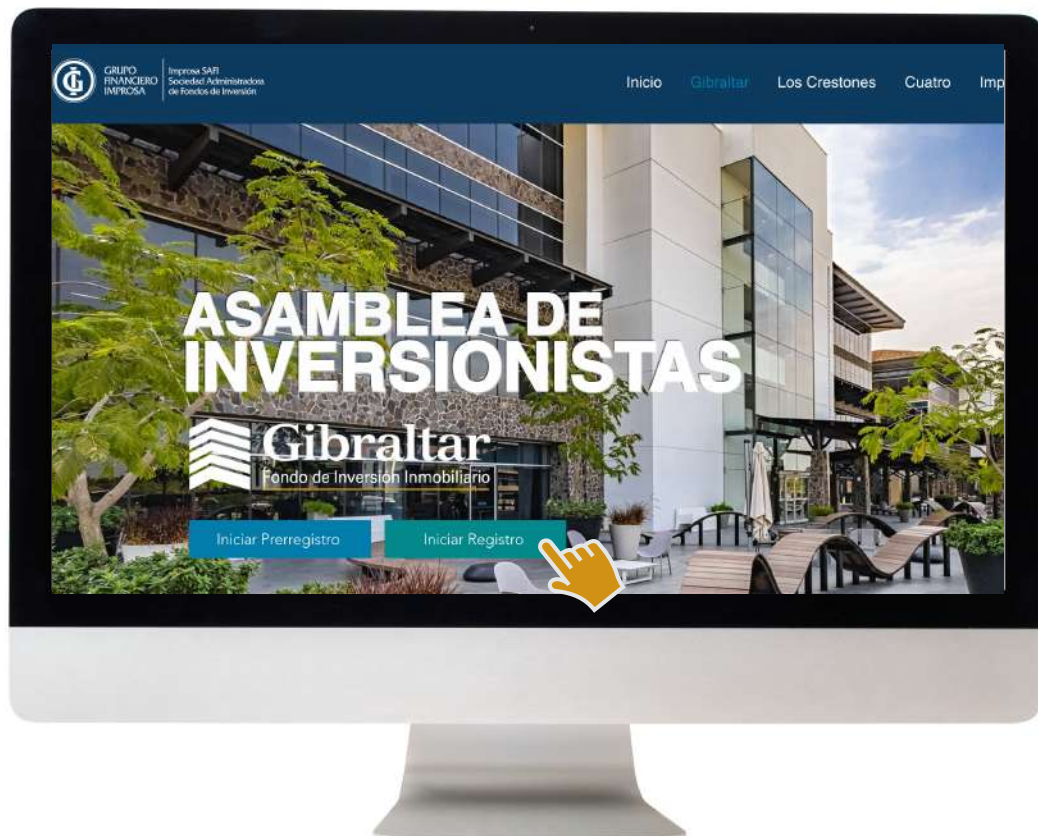 GRUPO
FINANCIERO
IMPROSA
Improsa SAFI
Sociedad Administradora
de Fondos de Inversión
Inicio Gibraltar Los Crestones Cuatro Imp
ASAMBLEA DE
INVERSIONISTAS
Gibraltar
Fondo de Inversión Inmobiliario
Iniciar Prerregistro Iniciar Registro